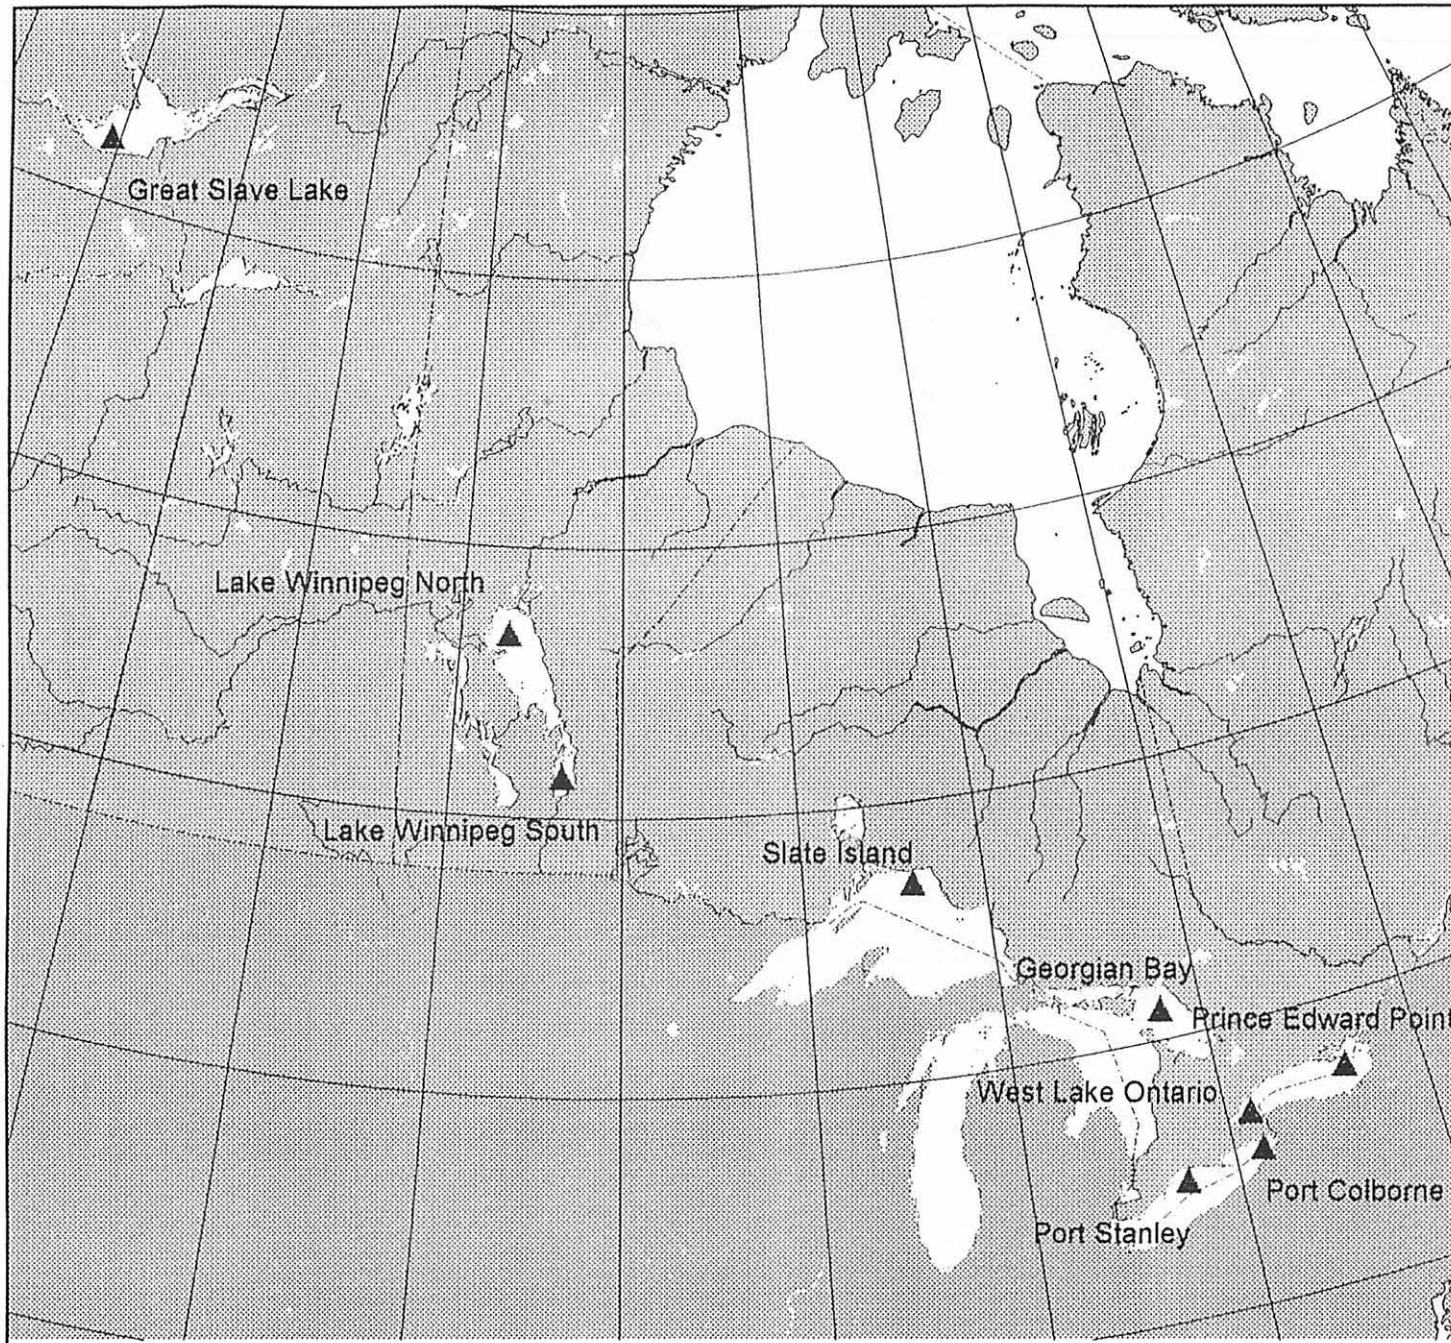 Great Slave Lake
Lake Winnipeg North
Lake Winnipeg South
Slate Island
Georgian Bay
Prince Edward Point
West Lake Ontario
Port Colborne
Port Stanley